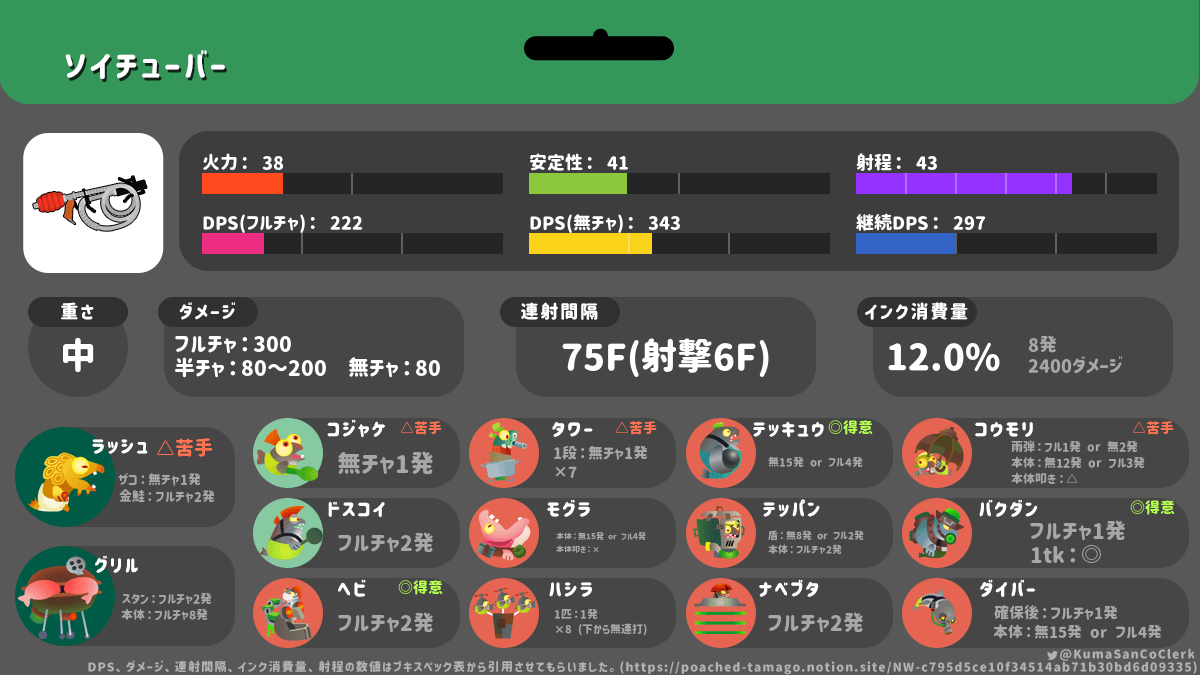 ソイチューバー
火力： 38
安定性： 41
射程： 43
DPS(フルチャ)： 222
DPS(無チャ)： 343
継続DPS： 297
重さ
中
ダメージ
フルチャ：300
半チャ：80〜200　無チャ：80
連射間隔
75F(射撃6F)
インク消費量
12.0%
8発
2400ダメージ
ラッシュ △苦手
ザコ：無チャ1発
金鮭：フルチャ2発
コジャケ △苦手
無チャ1発
タワー △苦手
1段：無チャ1発
×7
テッキュウ ◎得意
無15発 or フル4発
コウモリ △苦手
雨弾：フル1発 or 無2発
本体：無12発 or フル3発
本体叩き：△
ドスコイ
フルチャ2発
モグラ
本体：無15発 or フル4発
本体叩き：×
テッパン
盾：無8発 or フル2発
本体：フルチャ2発
バクダン ◎得意
フルチャ1発
1tk：◎
グリル
スタン：フルチャ2発
本体：フルチャ8発
ヘビ ◎得意
フルチャ2発
ハシラ
1匹：1発
×8 (下から無連打)
ナベブタ
フルチャ2発
ダイバー
確保後：フルチャ1発
本体：無15発 or フル4発
@KumaSanCoClerk
DPS、ダメージ、連射間隔、インク消費量、射程の数値はブキスペック表から引用させてもらいました。(https://poached-tamago.notion.site/NW-c795d5ce10f34514ab71b30bd6d09335)